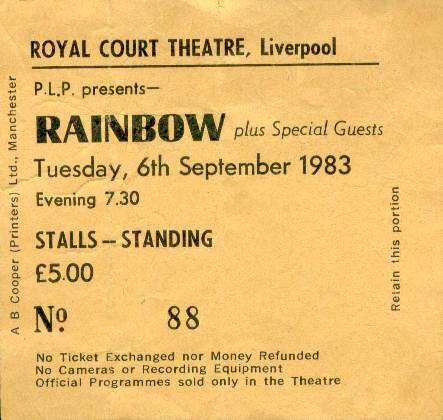 ROYAL COURT THEATRE, Liverpool
P.L.P. presents—
RAINBOW plus Special Guests
Tuesday, 6th September 1983
Evening 7.30
STALLS – STANDING
£5.00
Nº 88
No Ticket Exchanged nor Money Refunded
No Cameras or Recording Equipment
Official Programmes sold only in the Theatre
A B Cooper (Printers) Ltd., Manchester
Retain this portion